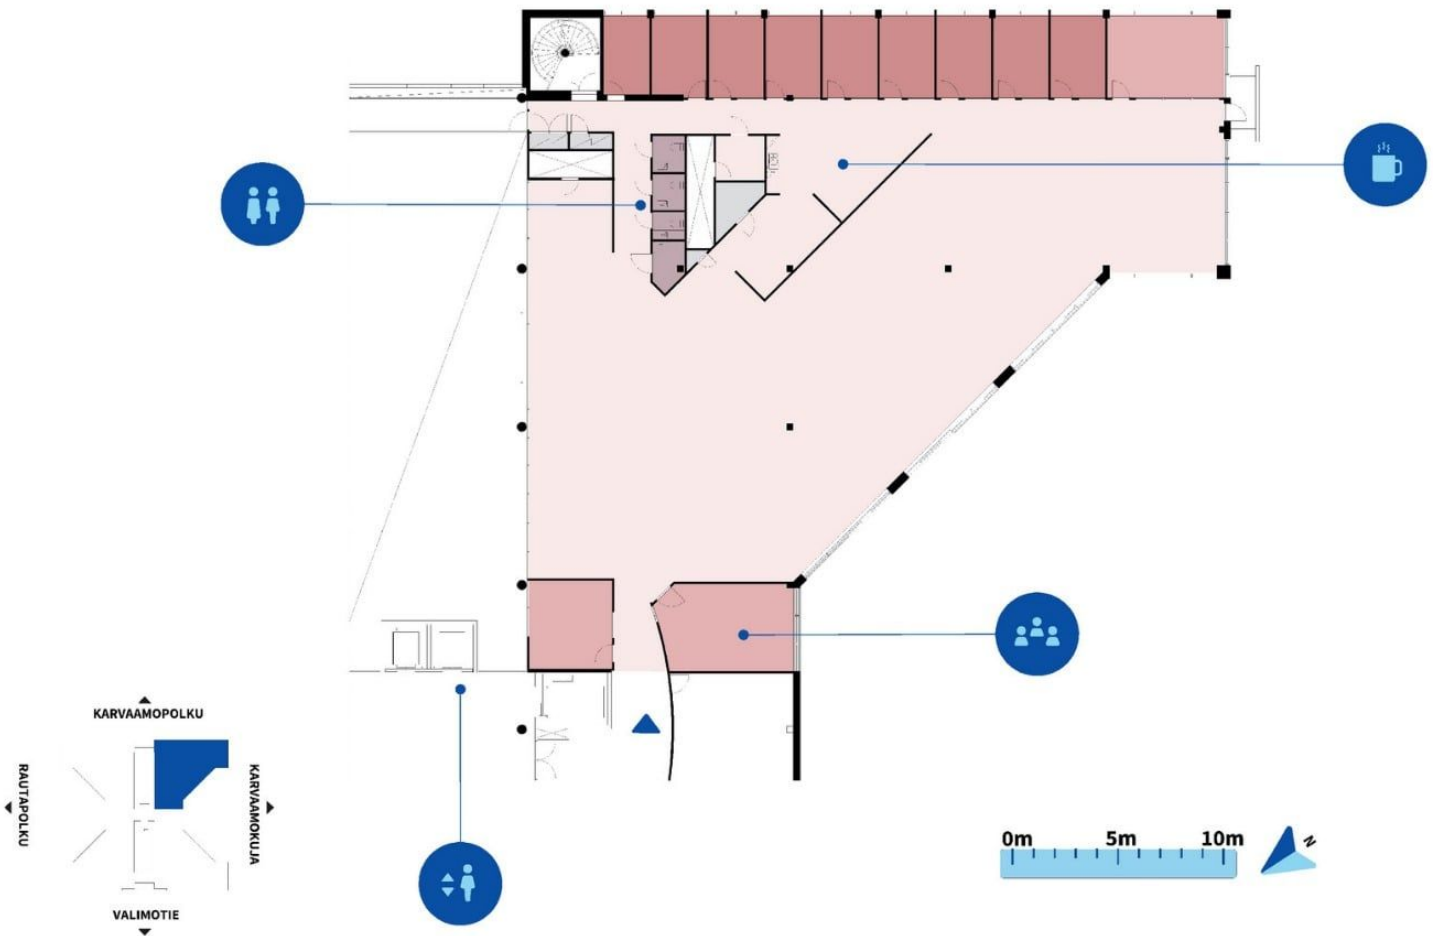 KARVAAMOPOLKU
RAUTAPOLKU
KARVAAMOKUJA
VALIMOTIE
0m 5m 10m
N